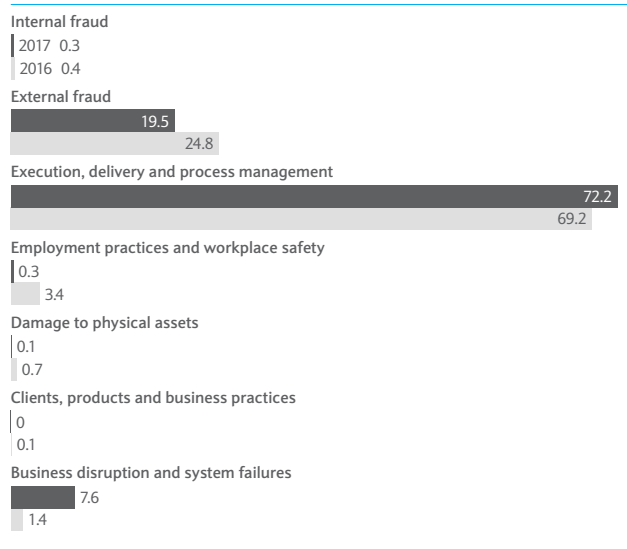 Internal fraud
2017 0.3
2016 0.4
External fraud
19.5
24.8
Execution, delivery and process management
72.2
69.2
Employment practices and workplace safety
0.3
3.4
Damage to physical assets
0.1
0.7
Clients, products and business practices
0
0.1
Business disruption and system failures
7.6
1.4